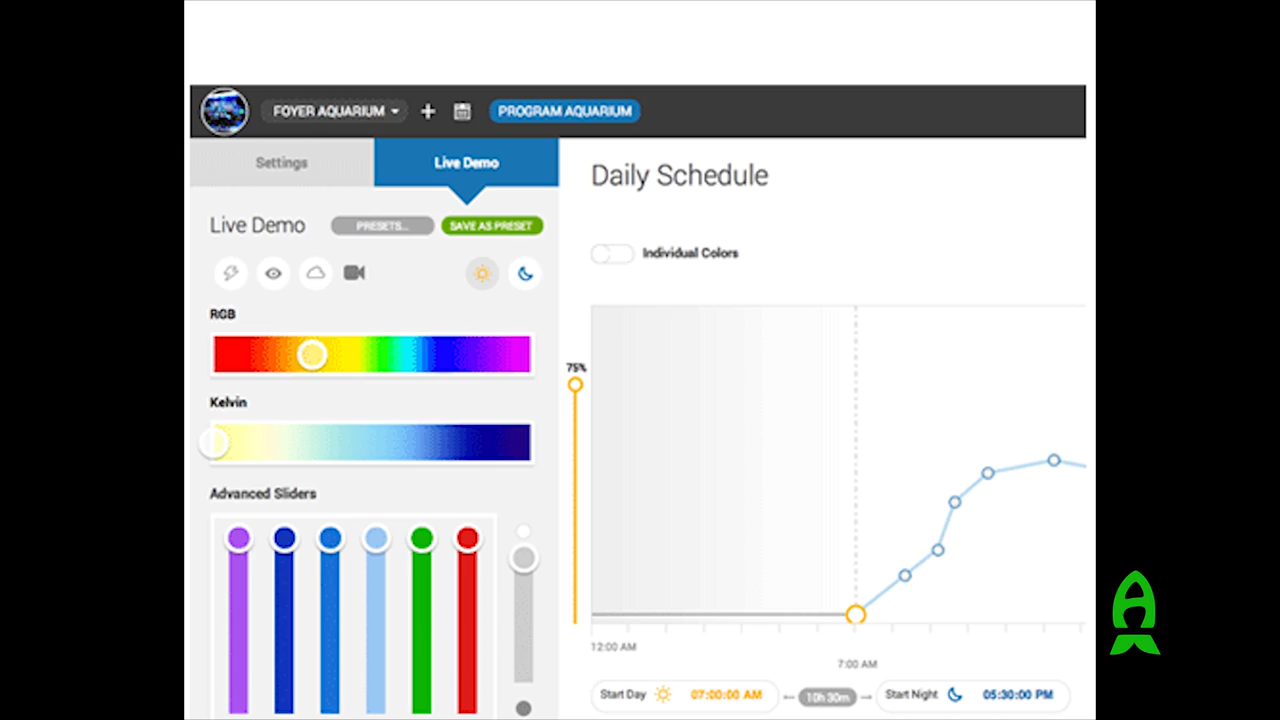 FOYER AQUARIUM
PROGRAM AQUARIUM
Settings
Live Demo
Daily Schedule
Live Demo
PRESETS...
SAVE AS PRESET
Individual Colors
RGB
75%
Kelvin
Advanced Sliders
12:00 AM
7:00 AM
Start Day 07:00:00 AM
10h 30m
Start Night 05:30:00 PM